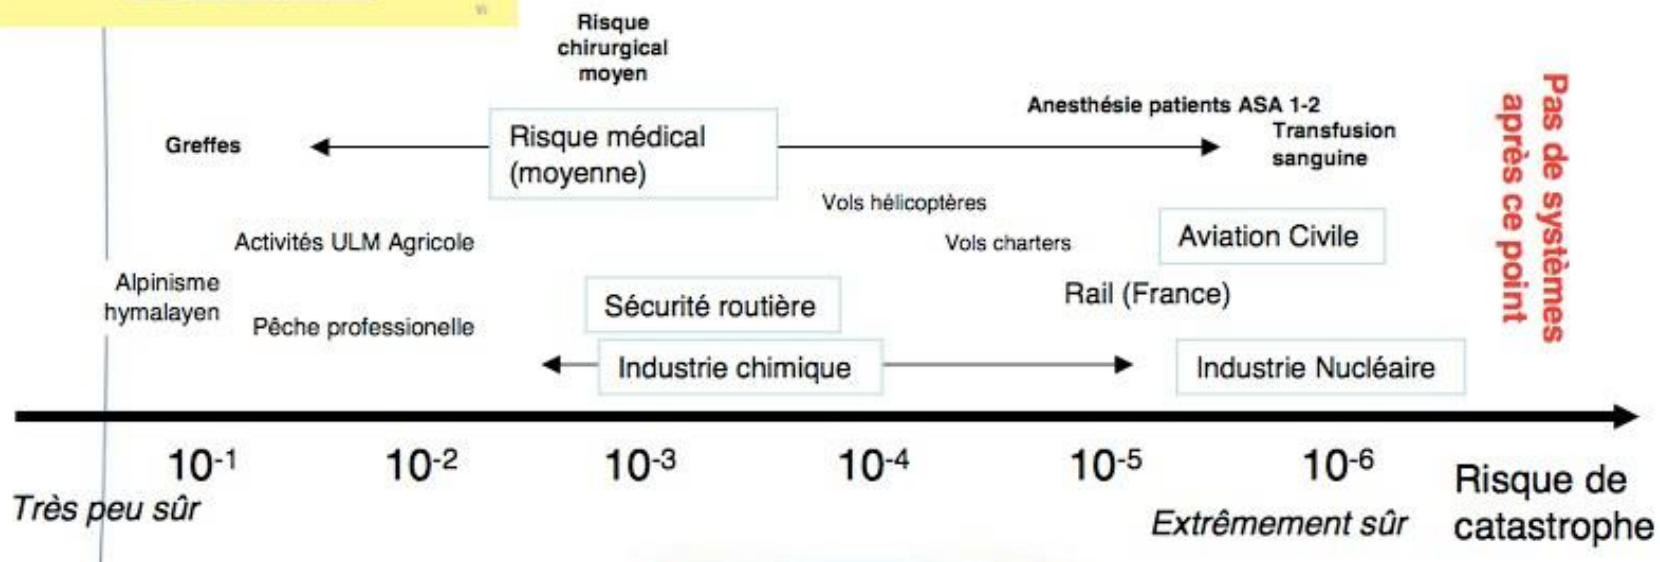 Risque
chirurgical
moyen
Greffes
Risque médical
(moyenne)
Anesthésie patients ASA 1-2
Transfusion
sanguine
Pas de systèmes
après ce point
Vols hélicoptères
Activités ULM Agricole
Vols charters
Aviation Civile
Alpinisme
hymalayen
Pêche professionelle
Sécurité routière
Rail (France)
Industrie chimique
Industrie Nucléaire
10-1 10-2 10-3 10-4 10-5 10-6
Très peu sûr
Extrêmement sûr
Risque de
catastrophe